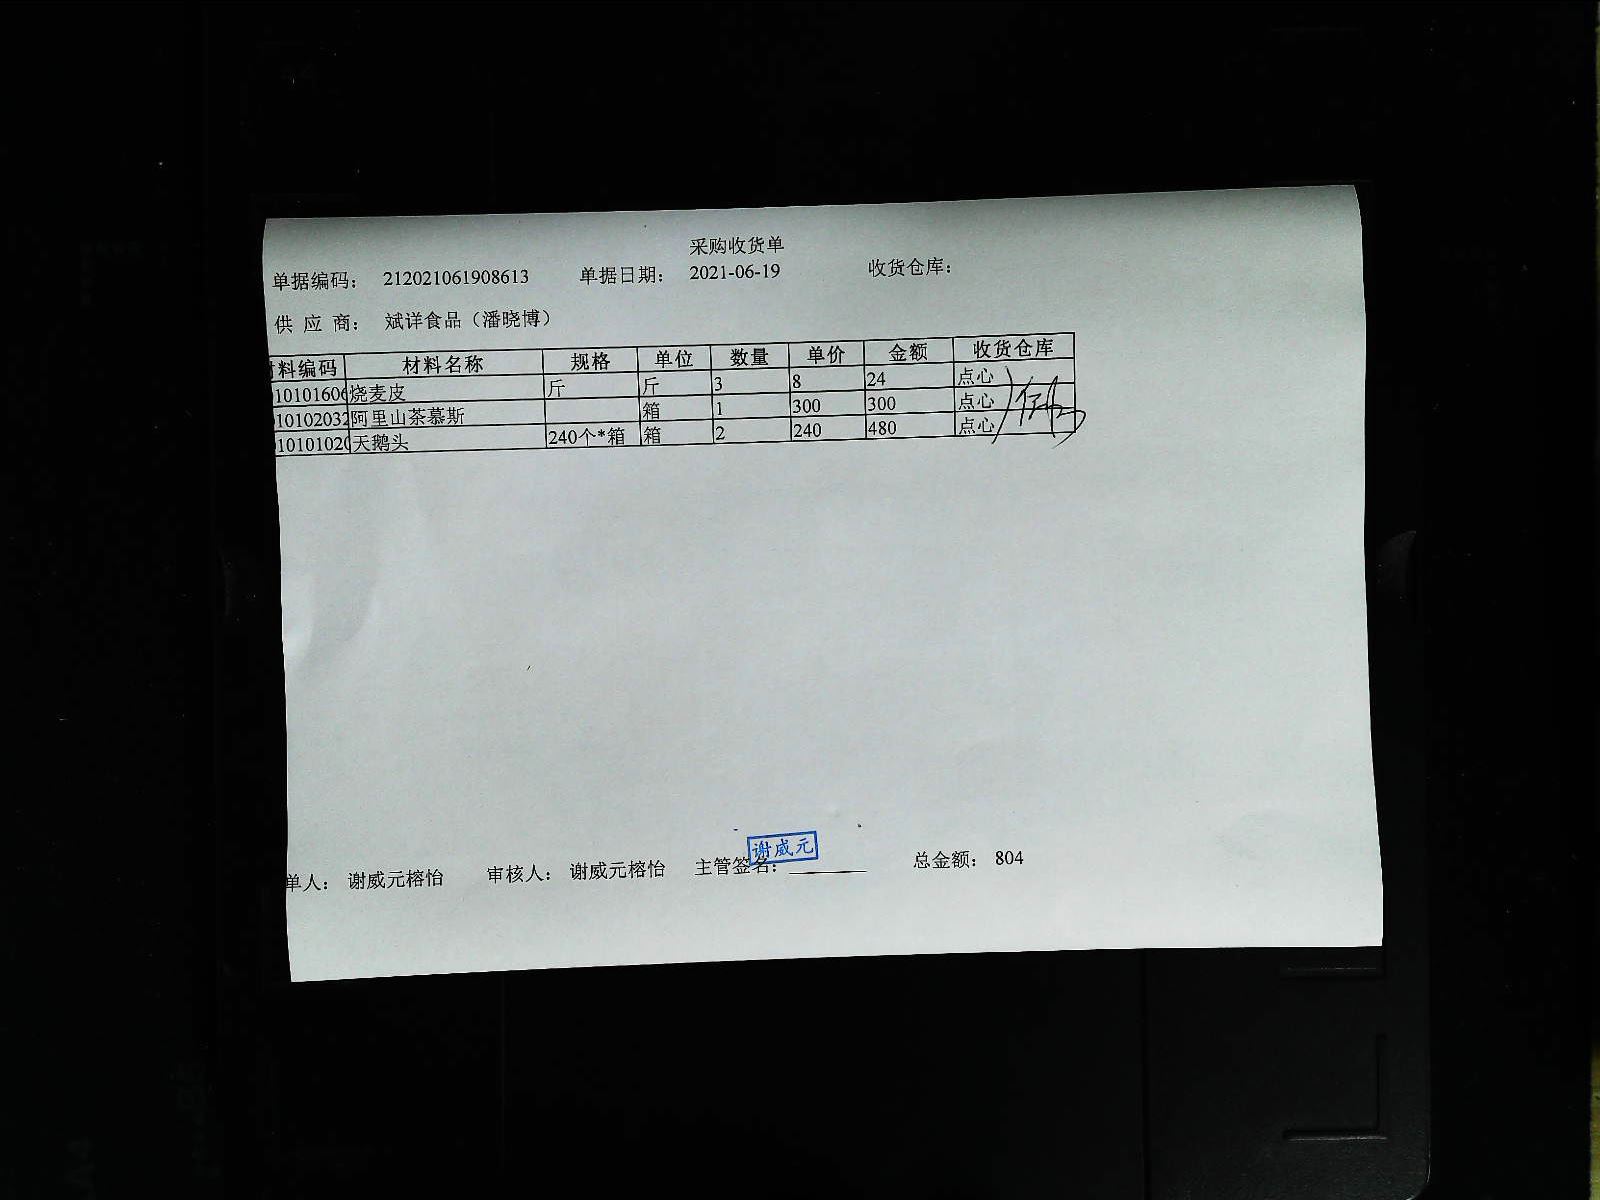 采购收货单
单据编码： 212021061908613 单据日期： 2021-06-19 收货仓库：
供 应 商： 斌详食品（潘晓博）
料编码 材料名称 规格 单位 数量 单价 金额 收货仓库
10101606 烧麦皮 斤 斤 3 8 24 点心
10102032 阿里山茶慕斯 箱 1 300 300 点心
10101020 天鹅头 240个*箱 箱 2 240 480 点心
谢威元
单人： 谢威元榕怡 审核人： 谢威元榕怡 主管签名： 总金额： 804